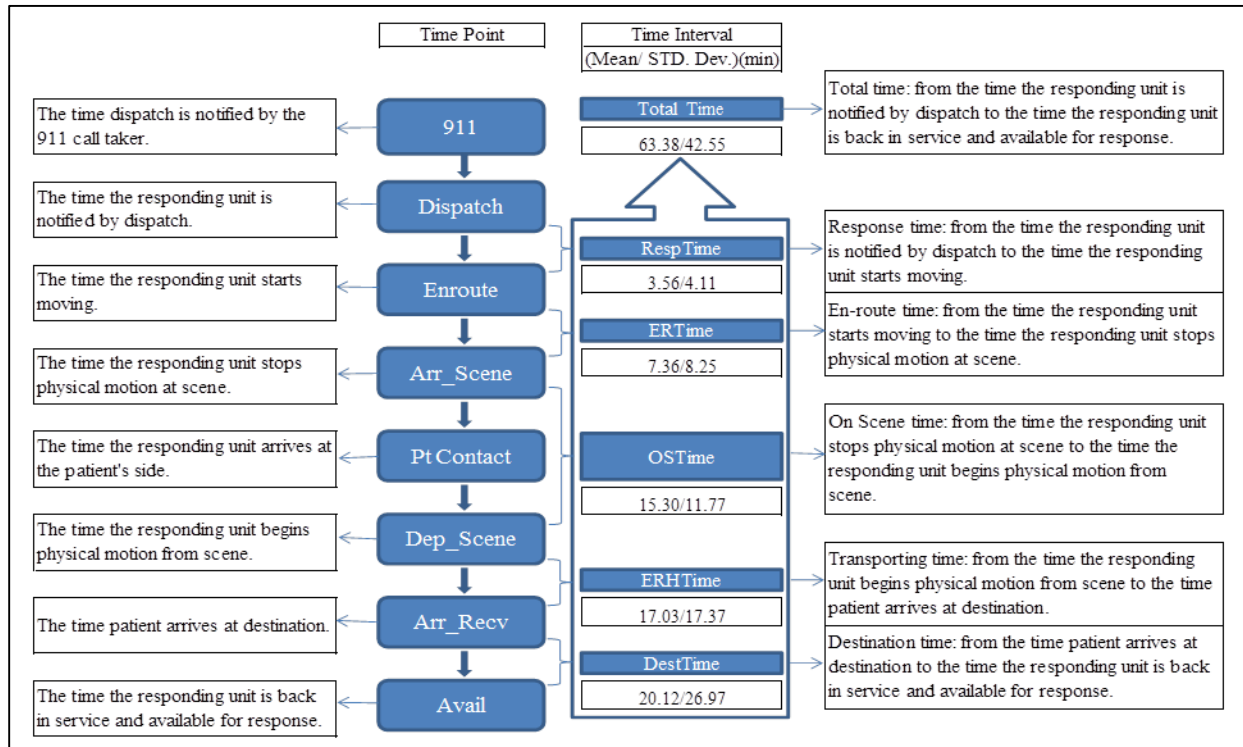 Time Point
Time Interval
(Mean/ STD. Dev.)(min)
The time dispatch is notified by the
911 call taker.
911
Total Time
63.38/42.55
Total time: from the time the responding unit is
notified by dispatch to the time the responding unit
is back in service and available for response.
The time the responding unit is
notified by dispatch.
Dispatch
RespTime
3.56/4.11
Response time: from the time the responding unit
is notified by dispatch to the time the responding
unit starts moving.
The time the responding unit starts
moving.
Enroute
ERTime
7.36/8.25
En-route time: from the time the responding unit
starts moving to the time the responding unit stops
physical motion at scene.
The time the responding unit stops
physical motion at scene.
Arr_Scene
The time the responding unit arrives at
the patient's side.
Pt Contact
OSTime
15.30/11.77
On Scene time: from the time the responding unit
stops physical motion at scene to the time the
responding unit begins physical motion from
scene.
The time the responding unit begins
physical motion from scene.
Dep_Scene
ERHTime
17.03/17.37
Transporting time: from the time the responding
unit begins physical motion from scene to the time
patient arrives at destination.
The time patient arrives at destination.
Arr_Recv
DestTime
20.12/26.97
Destination time: from the time patient arrives at
destination to the time the responding unit is back
in service and available for response.
The time the responding unit is back
in service and available for response.
Avail